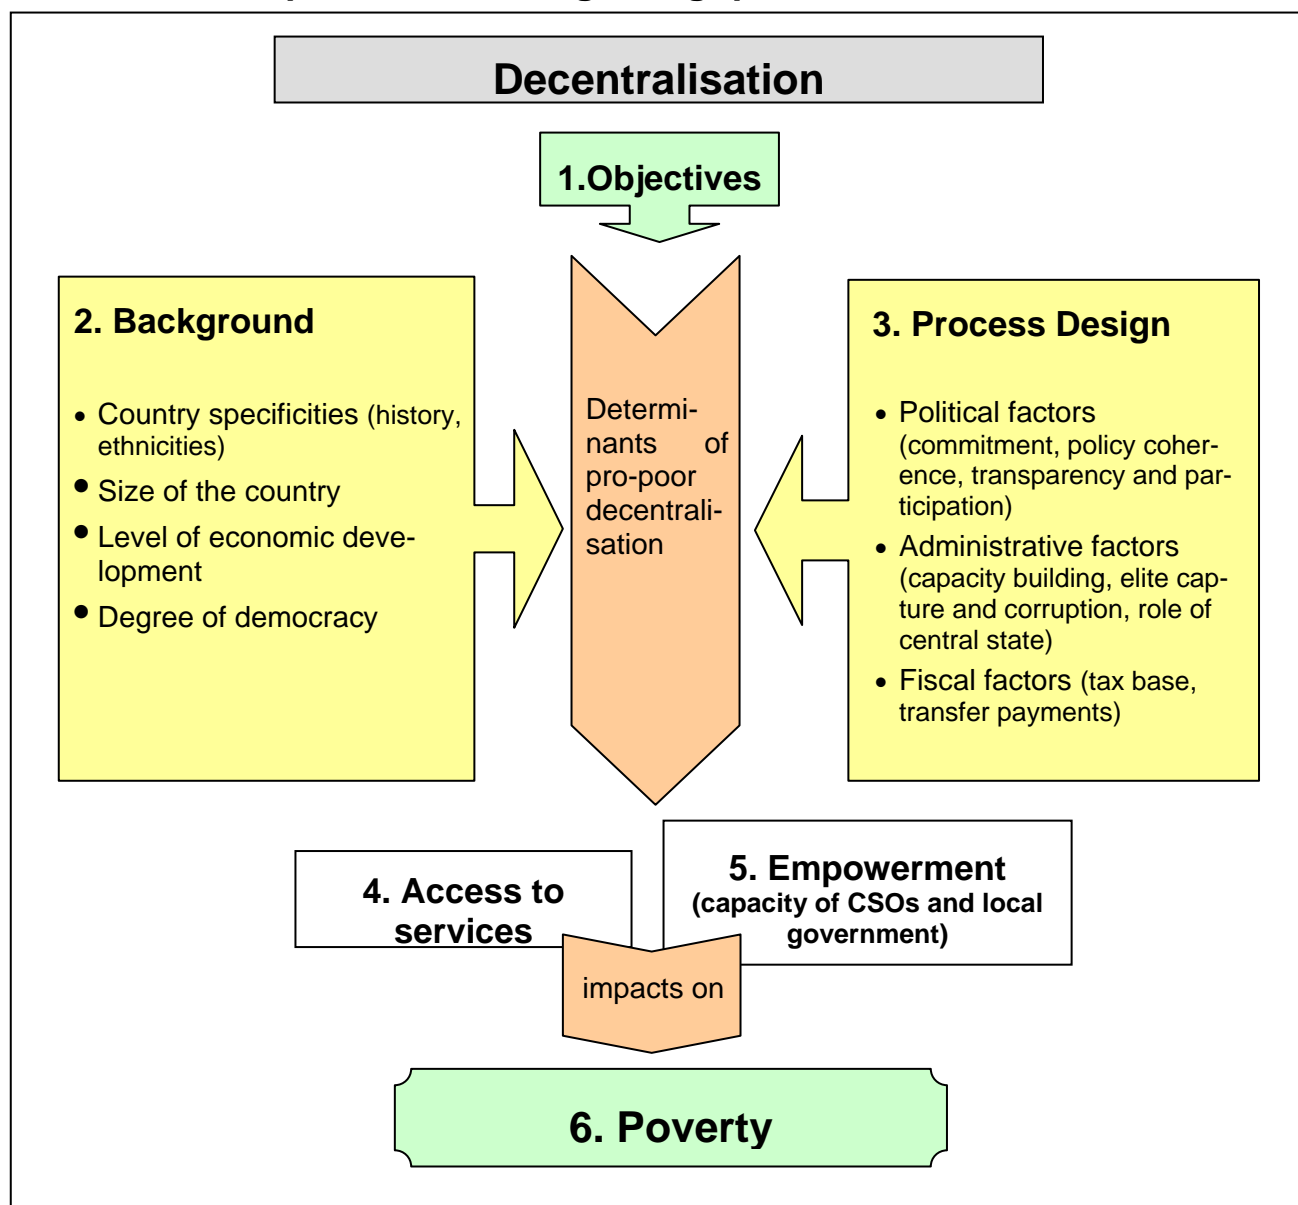 Decentralisation
1.Objectives
2. Background
• Country specificities (history,
ethnicities)
• Size of the country
• Level of economic deve-
lopment
• Degree of democracy
Determi-
nants of
pro-poor
decentrali-
sation
3. Process Design
• Political factors
(commitment, policy coher-
ence, transparency and par-
ticipation)
• Administrative factors
(capacity building, elite cap-
ture and corruption, role of
central state)
• Fiscal factors (tax base,
transfer payments)
4. Access to
services
5. Empowerment
(capacity of CSOs and local
government)
impacts on
6. Poverty